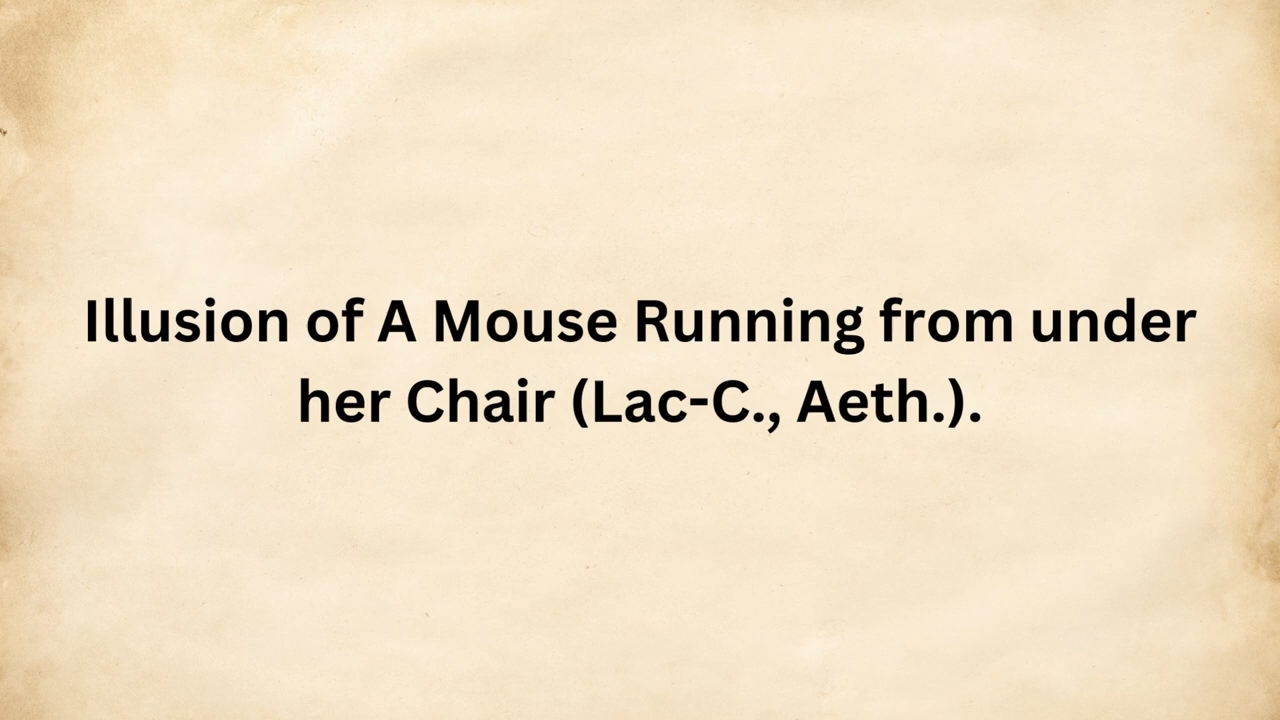 Illusion of A Mouse Running from under
her Chair (Lac-C., Aeth.).